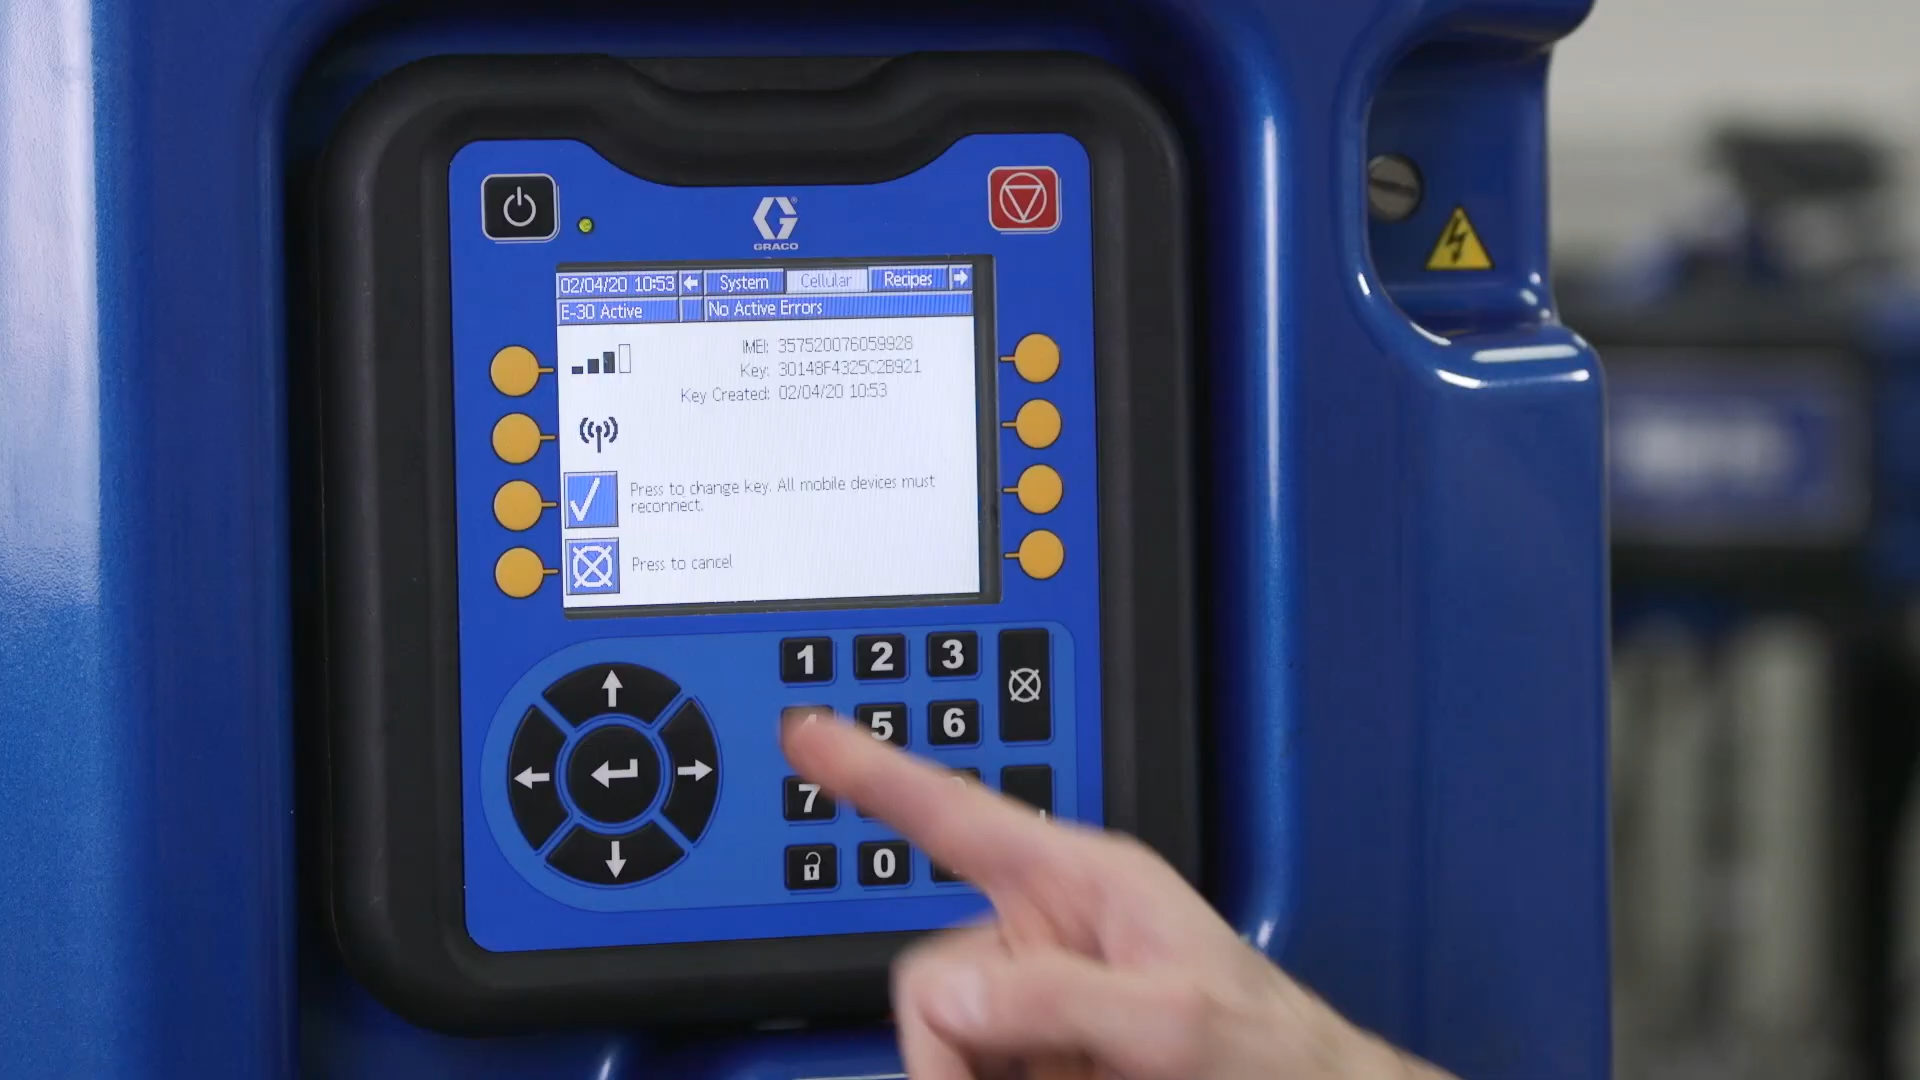 GRACO
02/04/20 10:53 System Cellular Recipes
E-30 Active No Active Errors
IMEI: 357520076059928
Key: 30148F4325C2B921
Key Created: 02/04/20 10:53
Press to change key. All mobile devices must
reconnect.
Press to cancel
1 2 3
4 5 6
7
0